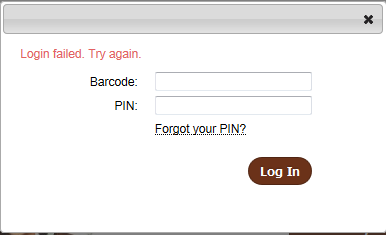 Login failed. Try again.
Barcode:
PIN:
Forgot your PIN?
Log In